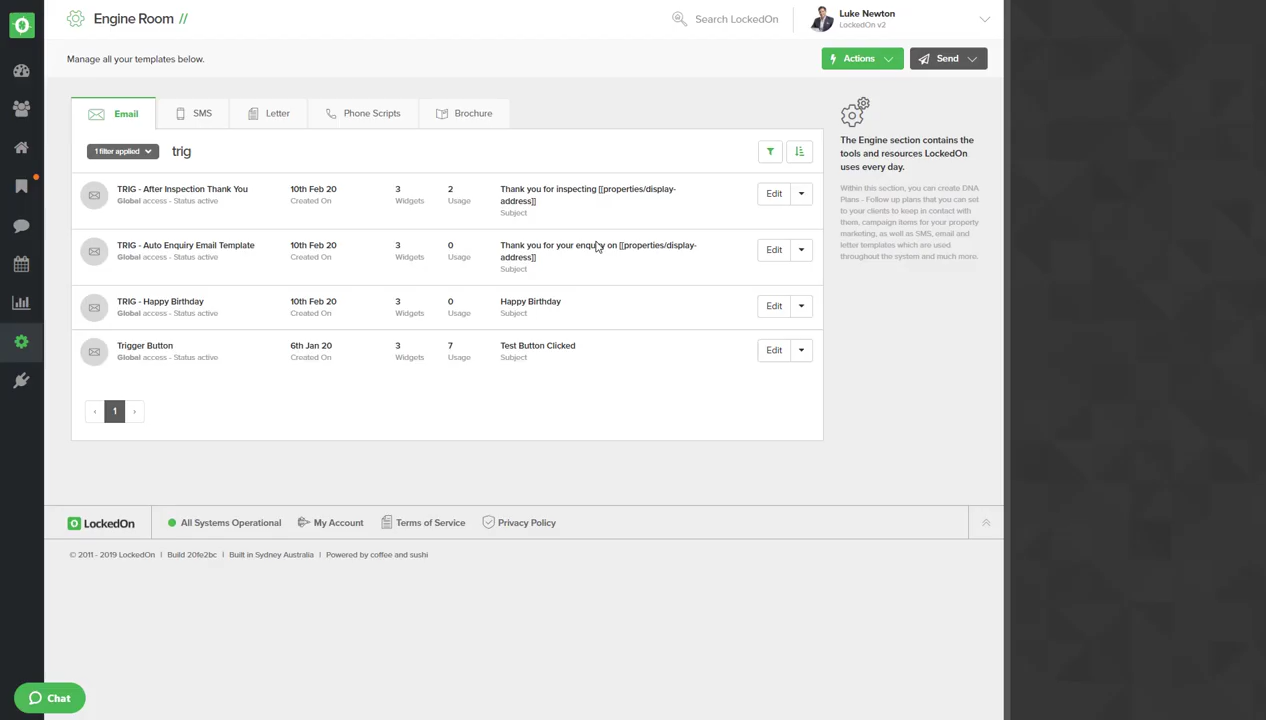 Engine Room //
Search LockedOn
Luke Newton
LockedOn v2
Manage all your templates below.
Actions
Send
Email
SMS
Letter
Phone Scripts
Brochure
1 filter applied
trig
TRIG - After Inspection Thank You
Global access - Status active
10th Feb 20
Created On
3
Widgets
2
Usage
Thank you for inspecting [[properties/display-
address]]
Subject
Edit
TRIG - Auto Enquiry Email Template
Global access - Status active
10th Feb 20
Created On
3
Widgets
0
Usage
Thank you for your enquiry on [[properties/display-
address]]
Subject
Edit
TRIG - Happy Birthday
Global access - Status active
10th Feb 20
Created On
3
Widgets
0
Usage
Happy Birthday
Subject
Edit
Trigger Button
Global access - Status active
6th Jan 20
Created On
3
Widgets
7
Usage
Test Button Clicked
Subject
Edit
‹ 1 ›
The Engine section contains the
tools and resources LockedOn
uses every day.
Within this section, you can create DNA
Plans - Follow up plans that you can set
to your clients to keep in contact with
them, campaign items for your property
marketing, as well as SMS, email and
letter templates which are used
throughout the system and much more.
LockedOn
All Systems Operational
My Account
Terms of Service
Privacy Policy
© 2011 - 2019 LockedOn | Build 20fe2bc | Built in Sydney Australia | Powered by coffee and sushi
Chat